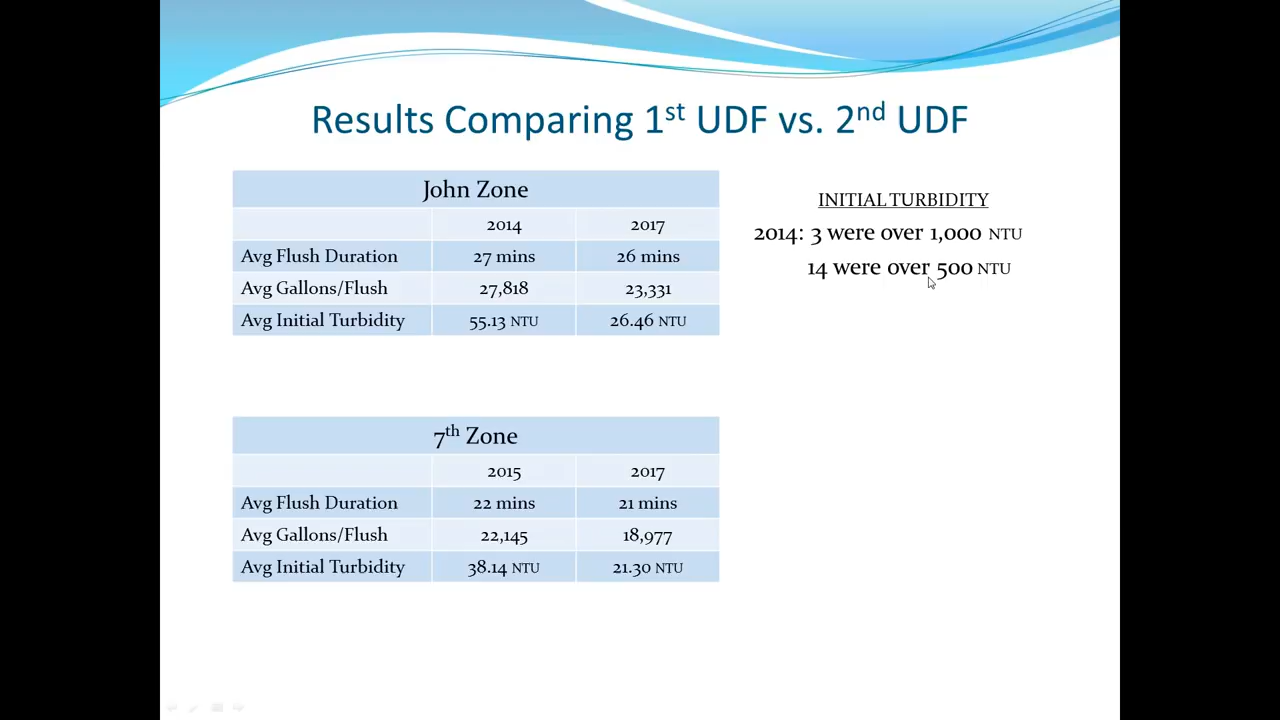 Results Comparing 1st UDF vs. 2nd UDF
John Zone
2014 2017
Avg Flush Duration 27 mins 26 mins
Avg Gallons/Flush 27,818 23,331
Avg Initial Turbidity 55.13 NTU 26.46 NTU
INITIAL TURBIDITY
2014: 3 were over 1,000 NTU
14 were over 500 NTU
7th Zone
2015 2017
Avg Flush Duration 22 mins 21 mins
Avg Gallons/Flush 22,145 18,977
Avg Initial Turbidity 38.14 NTU 21.30 NTU